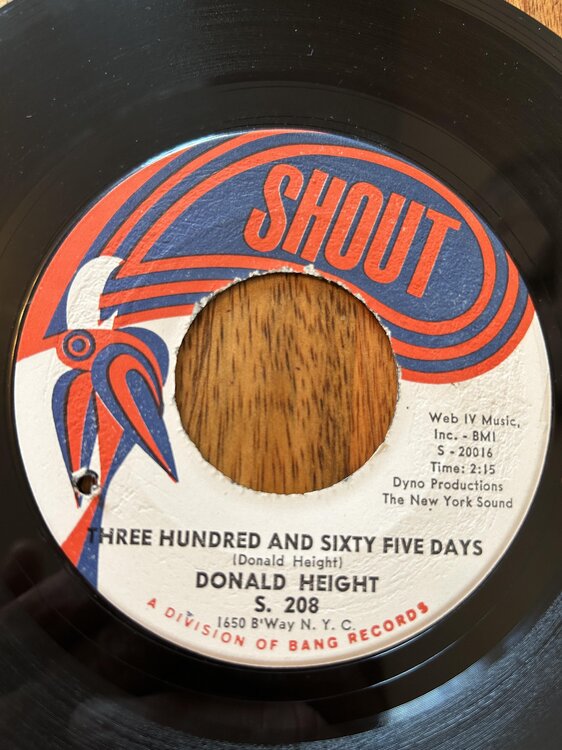 SHOUT
Web IV Music,
Inc. - BMI
S - 20016
Time: 2:15
Dyno Productions
The New York Sound
THREE HUNDRED AND SIXTY FIVE DAYS
(Donald Height)
DONALD HEIGHT
S. 208
1650 B'Way N. Y. C.
A DIVISION OF BANG RECORDS